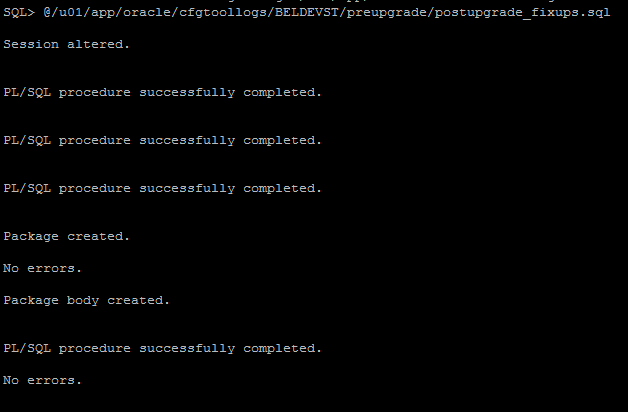 SQL> @/u01/app/oracle/cfgtoollogs/BELDEVST/preupgrade/postupgrade_fixups.sql
Session altered.
PL/SQL procedure successfully completed.
PL/SQL procedure successfully completed.
PL/SQL procedure successfully completed.
Package created.
No errors.
Package body created.
PL/SQL procedure successfully completed.
No errors.